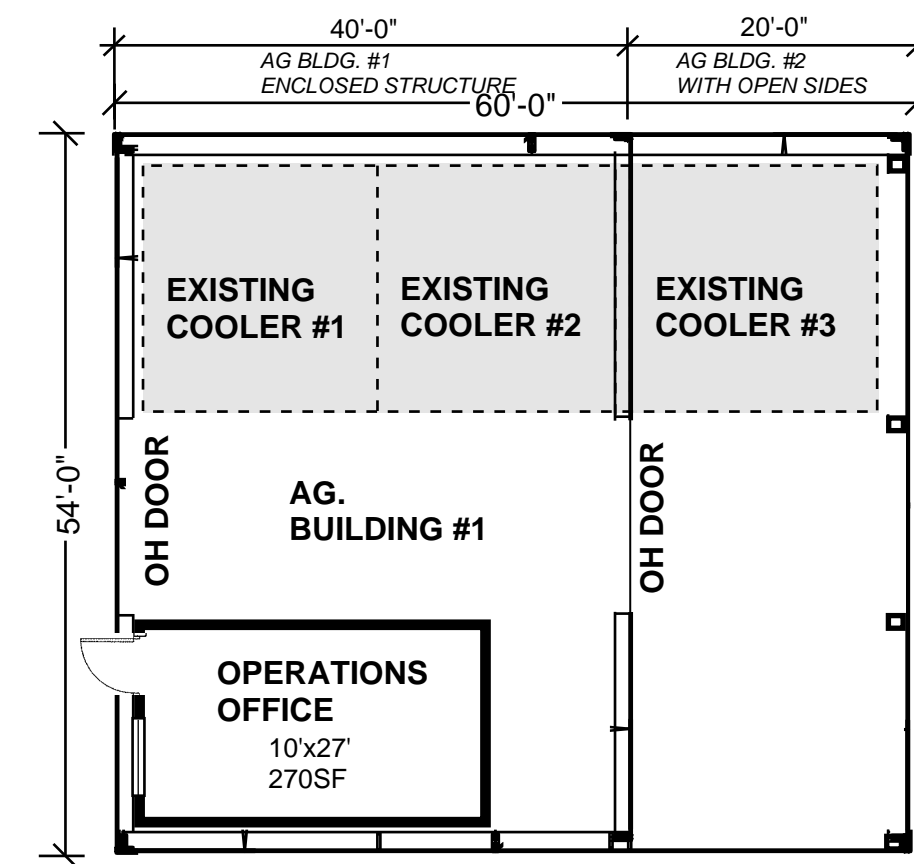 40'-0"
20'-0"
AG BLDG. #1
ENCLOSED STRUCTURE
AG BLDG. #2
WITH OPEN SIDES
60'-0"
54'-0"
EXISTING
COOLER #1
EXISTING
COOLER #2
EXISTING
COOLER #3
OH DOOR
AG.
BUILDING #1
OH DOOR
OPERATIONS
OFFICE
10'x27'
270SF